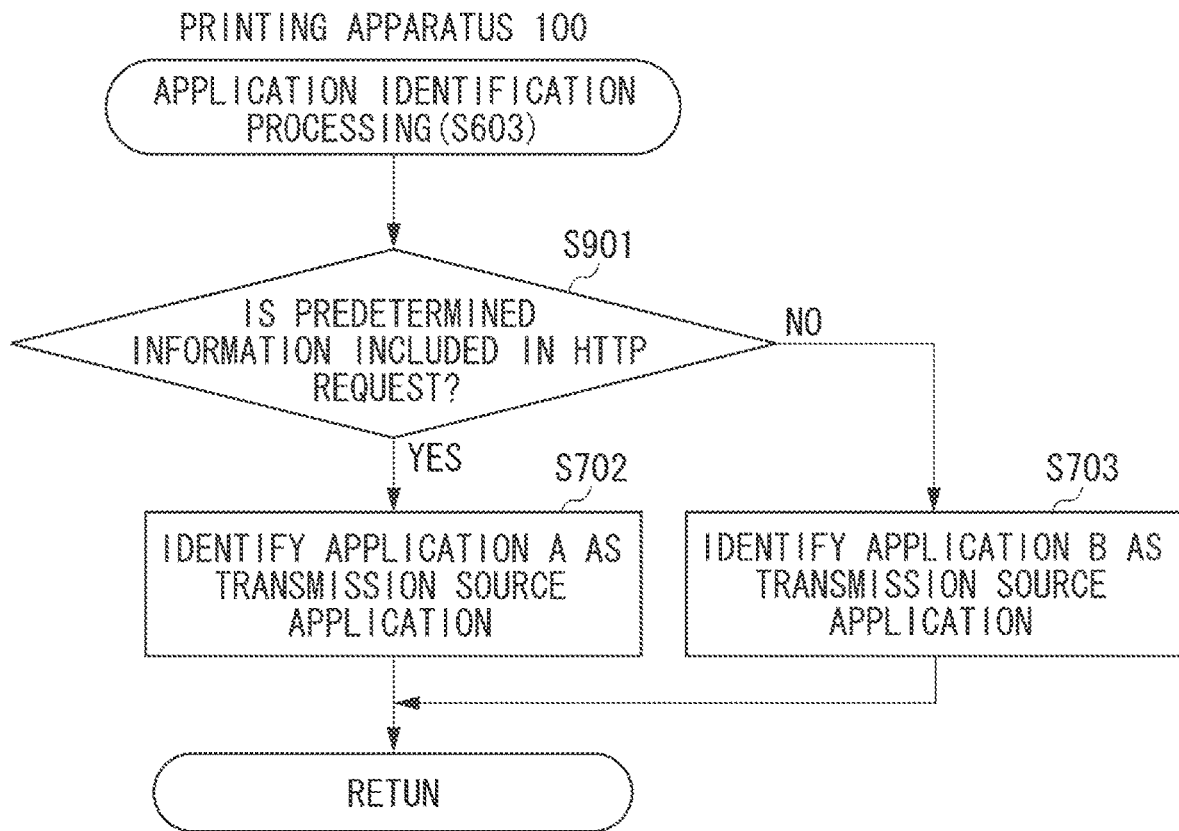 PRINTING APPARATUS 100
APPLICATION IDENTIFICATION
PROCESSING(S603)
S901
IS PREDETERMINED
INFORMATION INCLUDED IN HTTP
REQUEST?
NO
YES
S702
IDENTIFY APPLICATION A AS
TRANSMISSION SOURCE
APPLICATION
S703
IDENTIFY APPLICATION B AS
TRANSMISSION SOURCE
APPLICATION
RETUN